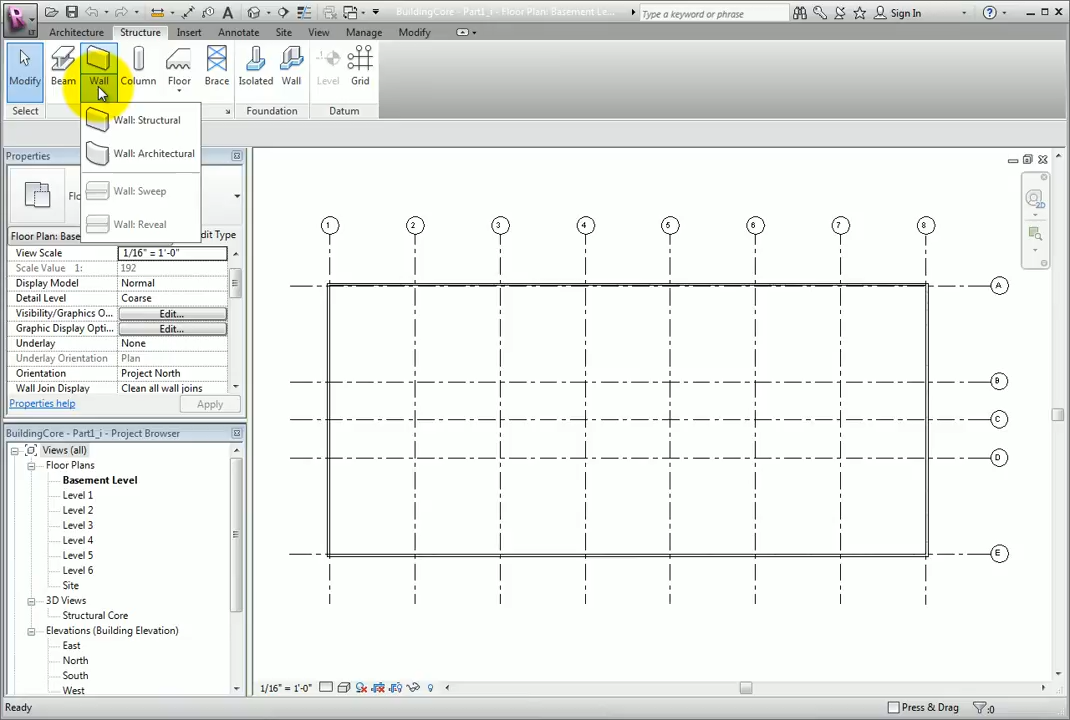 BuildingCore - Part1_i - Floor Plan: Basement Le...
Type a keyword or phrase
Sign In
LT
Architecture
Structure
Insert
Annotate
Site
View
Manage
Modify
Modify
Beam
Wall
Column
Floor
Brace
Isolated
Wall
Level
Grid
Select
Foundation
Datum
Wall: Structural
Wall: Architectural
Wall: Sweep
Wall: Reveal
Properties
Flo
Floor Plan: Base
dit Type
View Scale
1/16" = 1'-0"
Scale Value 1:
192
Display Model
Normal
Detail Level
Coarse
Visibility/Graphics O...
Edit...
Graphic Display Opti...
Edit...
Underlay
None
Underlay Orientation
Plan
Orientation
Project North
Wall Join Display
Clean all wall joins
Properties help
Apply
BuildingCore - Part1_i - Project Browser
Views (all)
Floor Plans
Basement Level
Level 1
Level 2
Level 3
Level 4
Level 5
Level 6
Site
3D Views
Structural Core
Elevations (Building Elevation)
East
North
South
West
1
2
3
4
5
6
7
8
A
B
C
D
E
2D
1/16" = 1'-0"
Ready
Press & Drag
:0